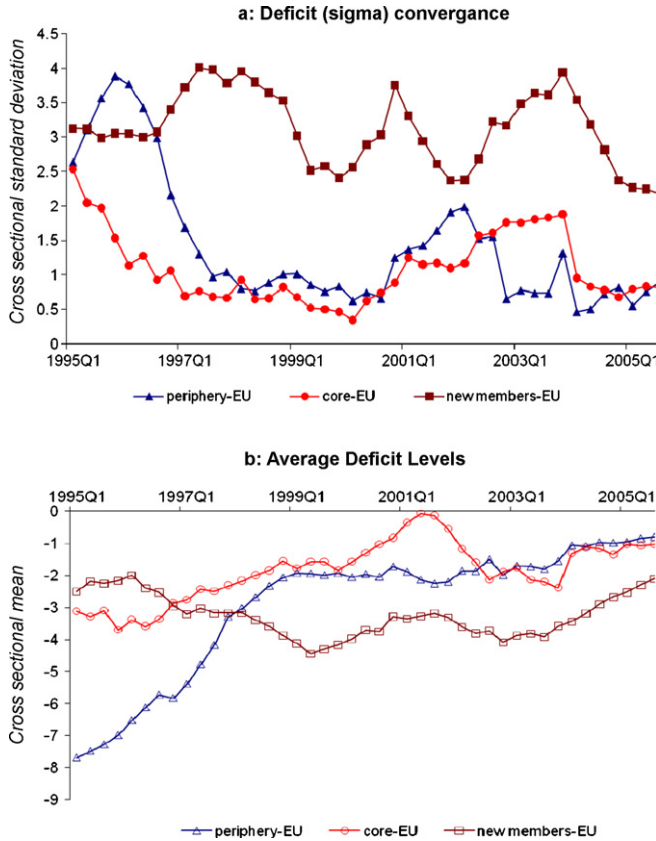 a: Deficit (sigma) convergance
Cross sectional standard deviation
4.5
4
3.5
3
2.5
2
1.5
1
0.5
0
1995Q1 1997Q1 1999Q1 2001Q1 2003Q1 2005Q1
periphery-EU core-EU new members-EU
b: Average Deficit Levels
1995Q1 1997Q1 1999Q1 2001Q1 2003Q1 2005Q1
Cross sectional mean
0
-1
-2
-3
-4
-5
-6
-7
-8
-9
periphery-EU core-EU new members-EU